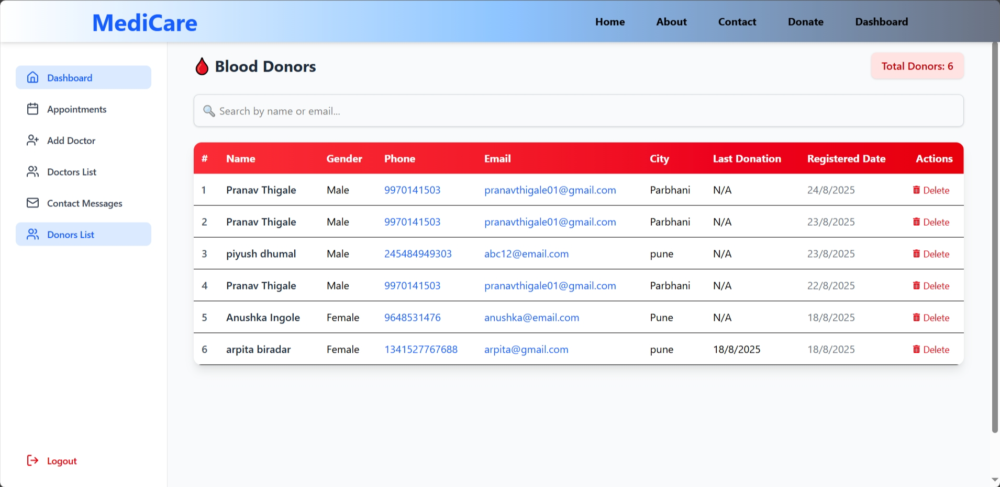 MediCare
Home About Contact Donate Dashboard
Dashboard
Appointments
Add Doctor
Doctors List
Contact Messages
Donors List
Logout
Blood Donors
Total Donors: 6
Search by name or email...
# Name Gender Phone Email City Last Donation Registered Date Actions
1 Pranav Thigale Male 9970141503 pranavthigale01@gmail.com Parbhani N/A 24/8/2025 Delete
2 Pranav Thigale Male 9970141503 pranavthigale01@gmail.com Parbhani N/A 23/8/2025 Delete
3 piyush dhumal Male 245484949303 abc12@email.com pune N/A 23/8/2025 Delete
4 Pranav Thigale Male 9970141503 pranavthigale01@gmail.com Parbhani N/A 22/8/2025 Delete
5 Anushka Ingole Female 9648531476 anushka@email.com Pune N/A 18/8/2025 Delete
6 arpita biradar Female 1341527767688 arpita@gmail.com pune 18/8/2025 18/8/2025 Delete